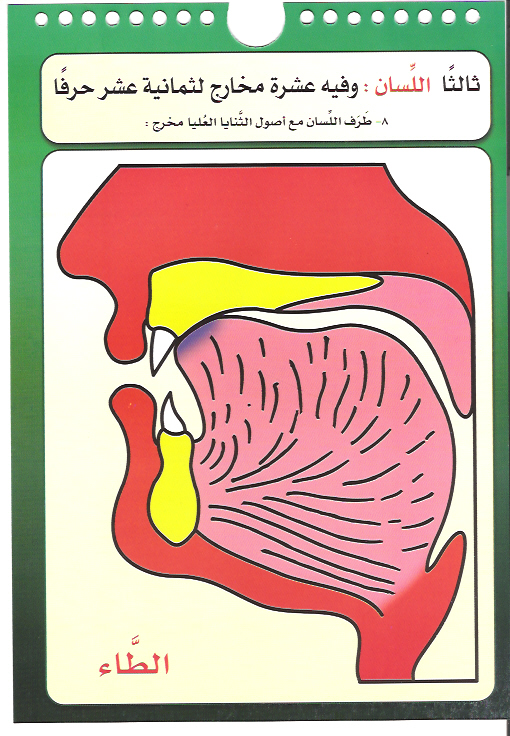 ثالثًا اللِّسان : وفيه عشرة مخارج لثمانية عشر حرفًا
٨- طَرَف اللِّسان مع أصول الثَّنايا العُليا مخرج :
الطَّاء